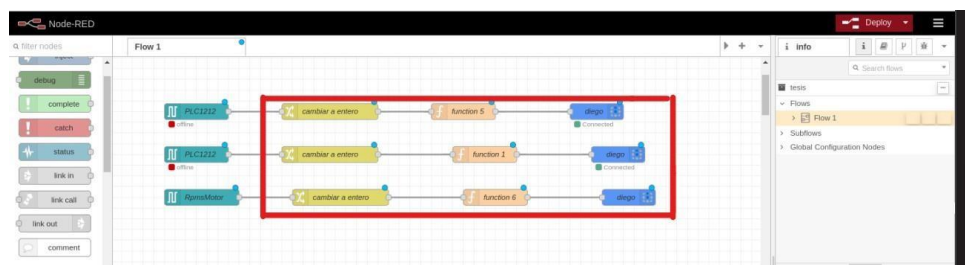 Node-RED
Deploy
filter nodes
Flow 1
info
i
Search flows
debug
complete
catch
status
link in
link call
link out
comment
PLC1212
offline
cambiar a entero
function 5
diego
Connected
PLC1212
offline
cambiar a entero
function 1
diego
Connected
RpmsMotor
cambiar a entero
function 6
diego
tesis
Flows
Flow 1
Subflows
Global Configuration Nodes